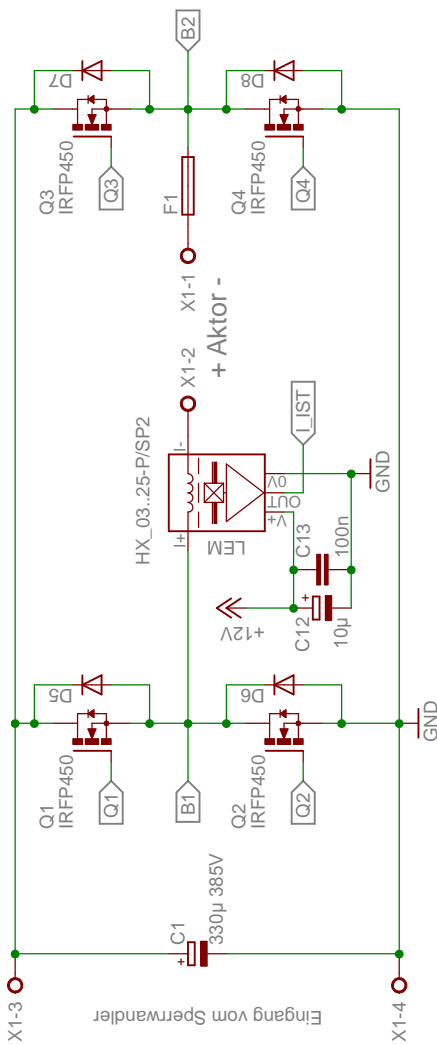 X1-3
X1-4
Eingang vom Sperrwandler
C1
330µ 385V
+
Q1
IRFP450
Q1
D5
B1
Q2
IRFP450
Q2
D6
GND
+12V
C12
10µ
+
C13
100n
GND
HX_03..25-P/SP2
I+
I-
LEM
V+
OUT
0V
I_IST
X1-2
+ Aktor -
X1-1
F1
Q3
IRFP450
Q3
D7
B2
Q4
IRFP450
Q4
D8